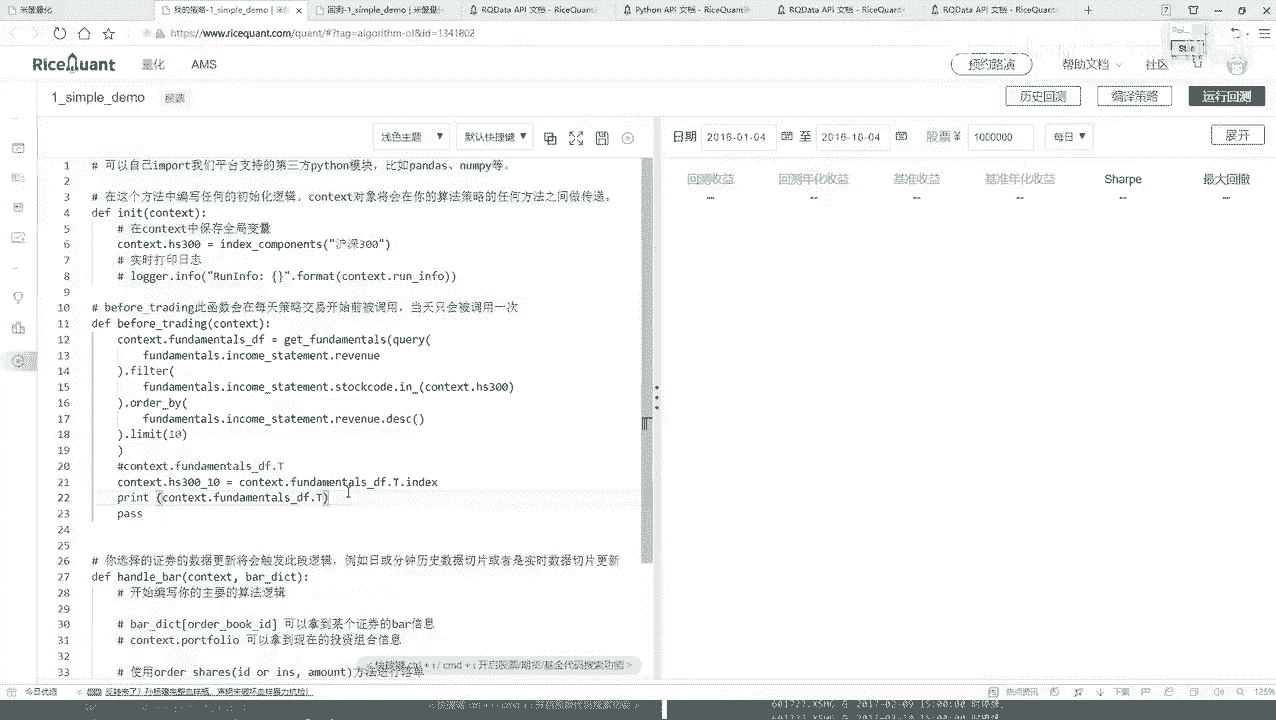 米筐量化
我的策略-1_simple_demo | 米筐
回测-1_simple_demo | 米筐量
RQData API 文档 - RiceQuant
Python API 文档 - RiceQuant米
RQData API 文档 - RiceQuant
RQData API 文档 - RiceQuant
https://www.ricequant.com/quant/#?tag=algorithm-ol&id=1341802
RiceQuant 量化 AMS 预约路演 帮助文档 社区
1_simple_demo 股票 历史回测 编译策略 运行回测
浅色主题 默认快捷键 日期 2016-01-04 至 2016-10-04 股票 ¥ 1000000 每日 展开
回测收益 回测年化收益 基准收益 基准年化收益 Sharpe 最大回撤
1 # 可以自己import我们平台支持的第三方python模块，比如pandas、numpy等。
2
3 # 在这个方法中编写任何的初始化逻辑。context对象将会在你的算法策略的任何方法之间做传递。
4 def init(context):
5 # 在context中保存全局变量
6 context.hs300 = index_components("沪深300")
7 # 实时打印日志
8 # logger.info("RunInfo: {}".format(context.run_info))
9
10 # before_trading此函数会在每天策略交易开始前被调用，当天只会被调用一次
11 def before_trading(context):
12 context.fundamentals_df = get_fundamentals(query(
13 fundamentals.income_statement.revenue
14 ).filter(
15 fundamentals.income_statement.stockcode.in_(context.hs300)
16 ).order_by(
17 fundamentals.income_statement.revenue.desc()
18 ).limit(10)
19 )
20 #context.fundamentals_df.T
21 context.hs300_10 = context.fundamentals_df.T.index
22 print (context.fundamentals_df.T)
23 pass
24
25
26 # 你选择的证券的数据更新将会触发此段逻辑，例如日或分钟历史数据切片或者是实时数据切片更新
27 def handle_bar(context, bar_dict):
28 # 开始编写你的主要的算法逻辑
29
30 # bar_dict[order_book_id] 可以拿到某个证券的bar信息
31 # context.portfolio 可以拿到现在的投资组合信息
32
33 # 使用order_shares(id_or_ins, amount)方法进行落单
+ i / cmd + i 开启股票/期货/基金代码搜索功能 >
今日优选 热点资讯 下载 125%